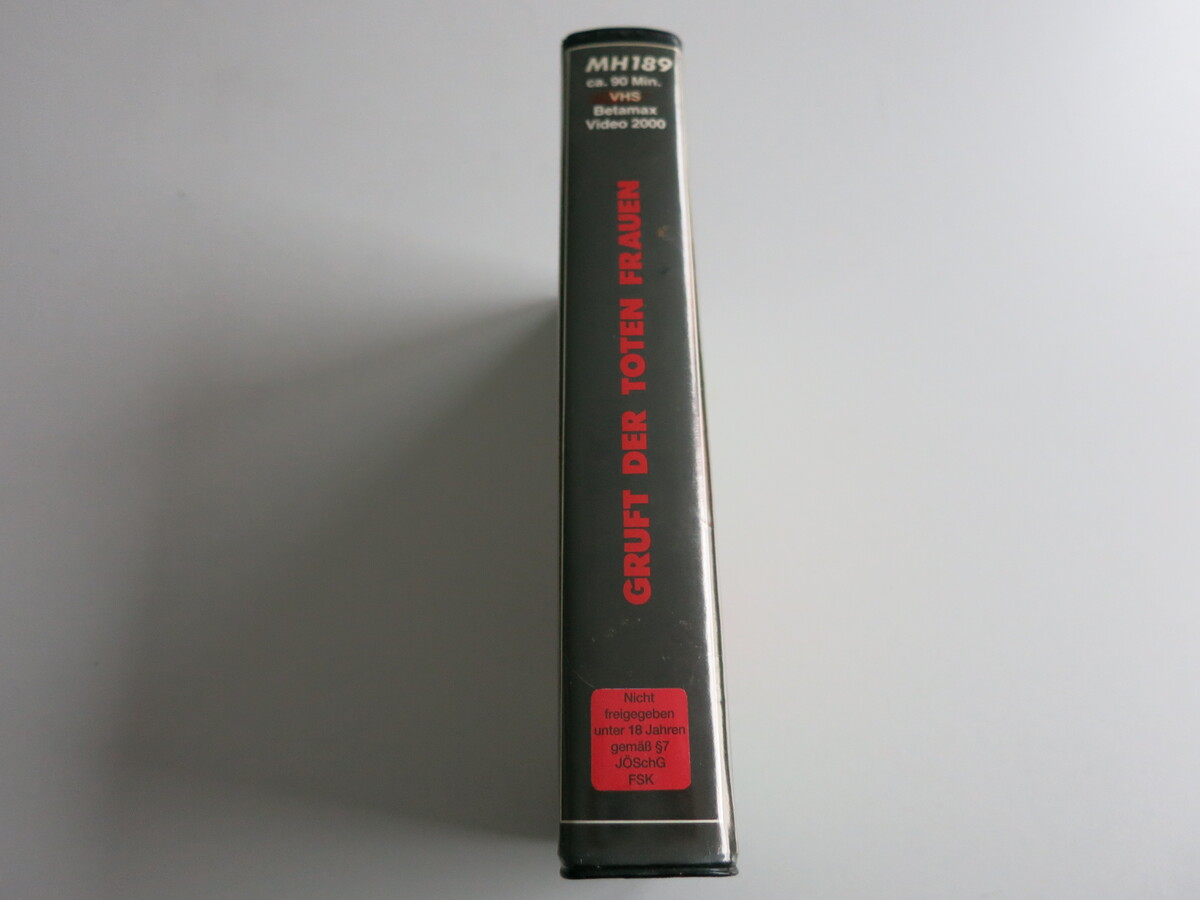 MH189
ca. 90 Min.
VHS
Betamax
Video 2000
GRUFT DER TOTEN FRAUEN
Nicht
freigegeben
unter 18 Jahren
gemäß §7
JÖSchG
FSK